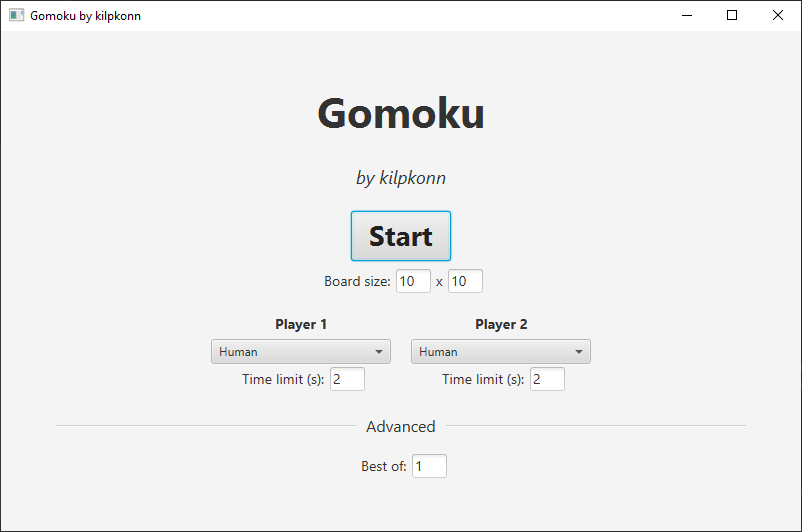 Gomoku by kilpkonn
Gomoku
by kilpkonn
Start
Board size: 10 x 10
Player 1 Player 2
Human Human
Time limit (s): 2 Time limit (s): 2
Advanced
Best of: 1